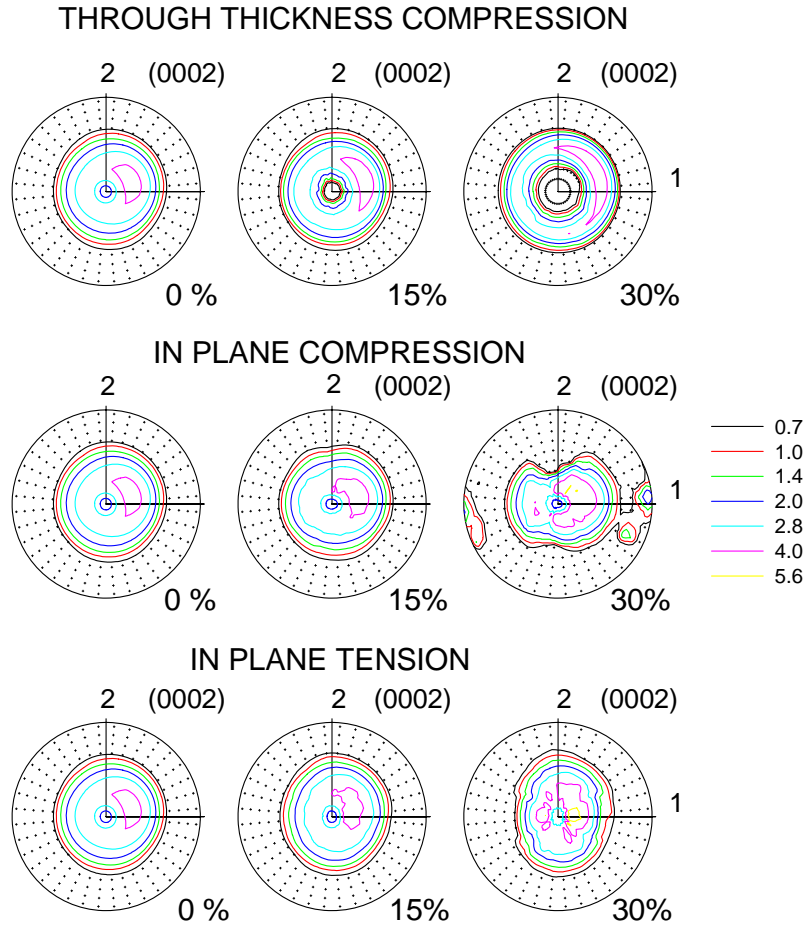 THROUGH THICKNESS COMPRESSION
2 (0002) 2 (0002) 2 (0002)
1
0 % 15% 30%
IN PLANE COMPRESSION
2 (0002) 2 (0002) 2 (0002)
1
0 % 15% 30%
0.7
1.0
1.4
2.0
2.8
4.0
5.6
IN PLANE TENSION
2 (0002) 2 (0002) 2 (0002)
1
0 % 15% 30%